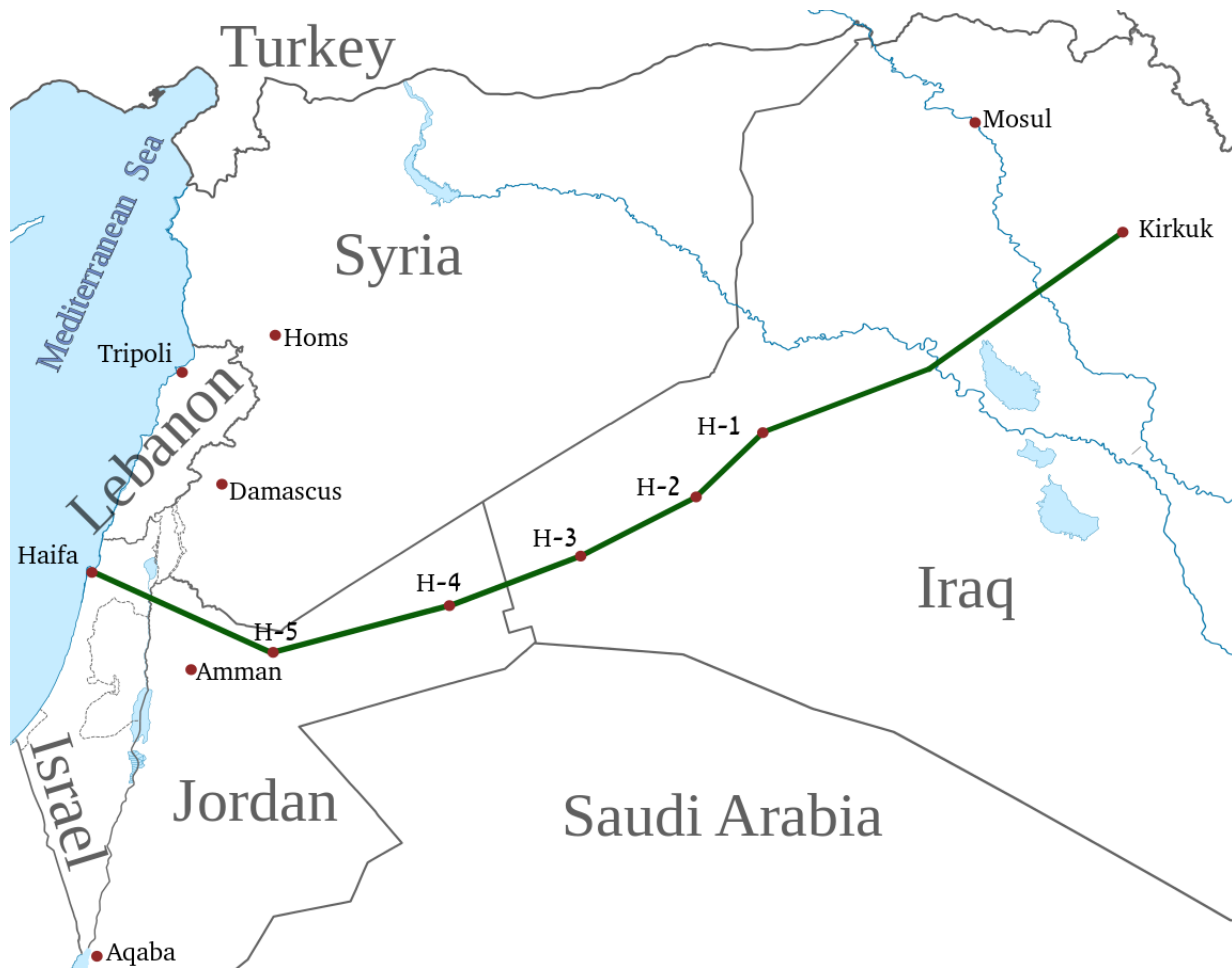 Turkey
Mosul
Mediterranean Sea
Kirkuk
Syria
Homs
Tripoli
Lebanon
H-1
H-2
Damascus
H-3
Haifa
H-4
Iraq
H-5
Amman
Israel
Jordan
Saudi Arabia
Aqaba